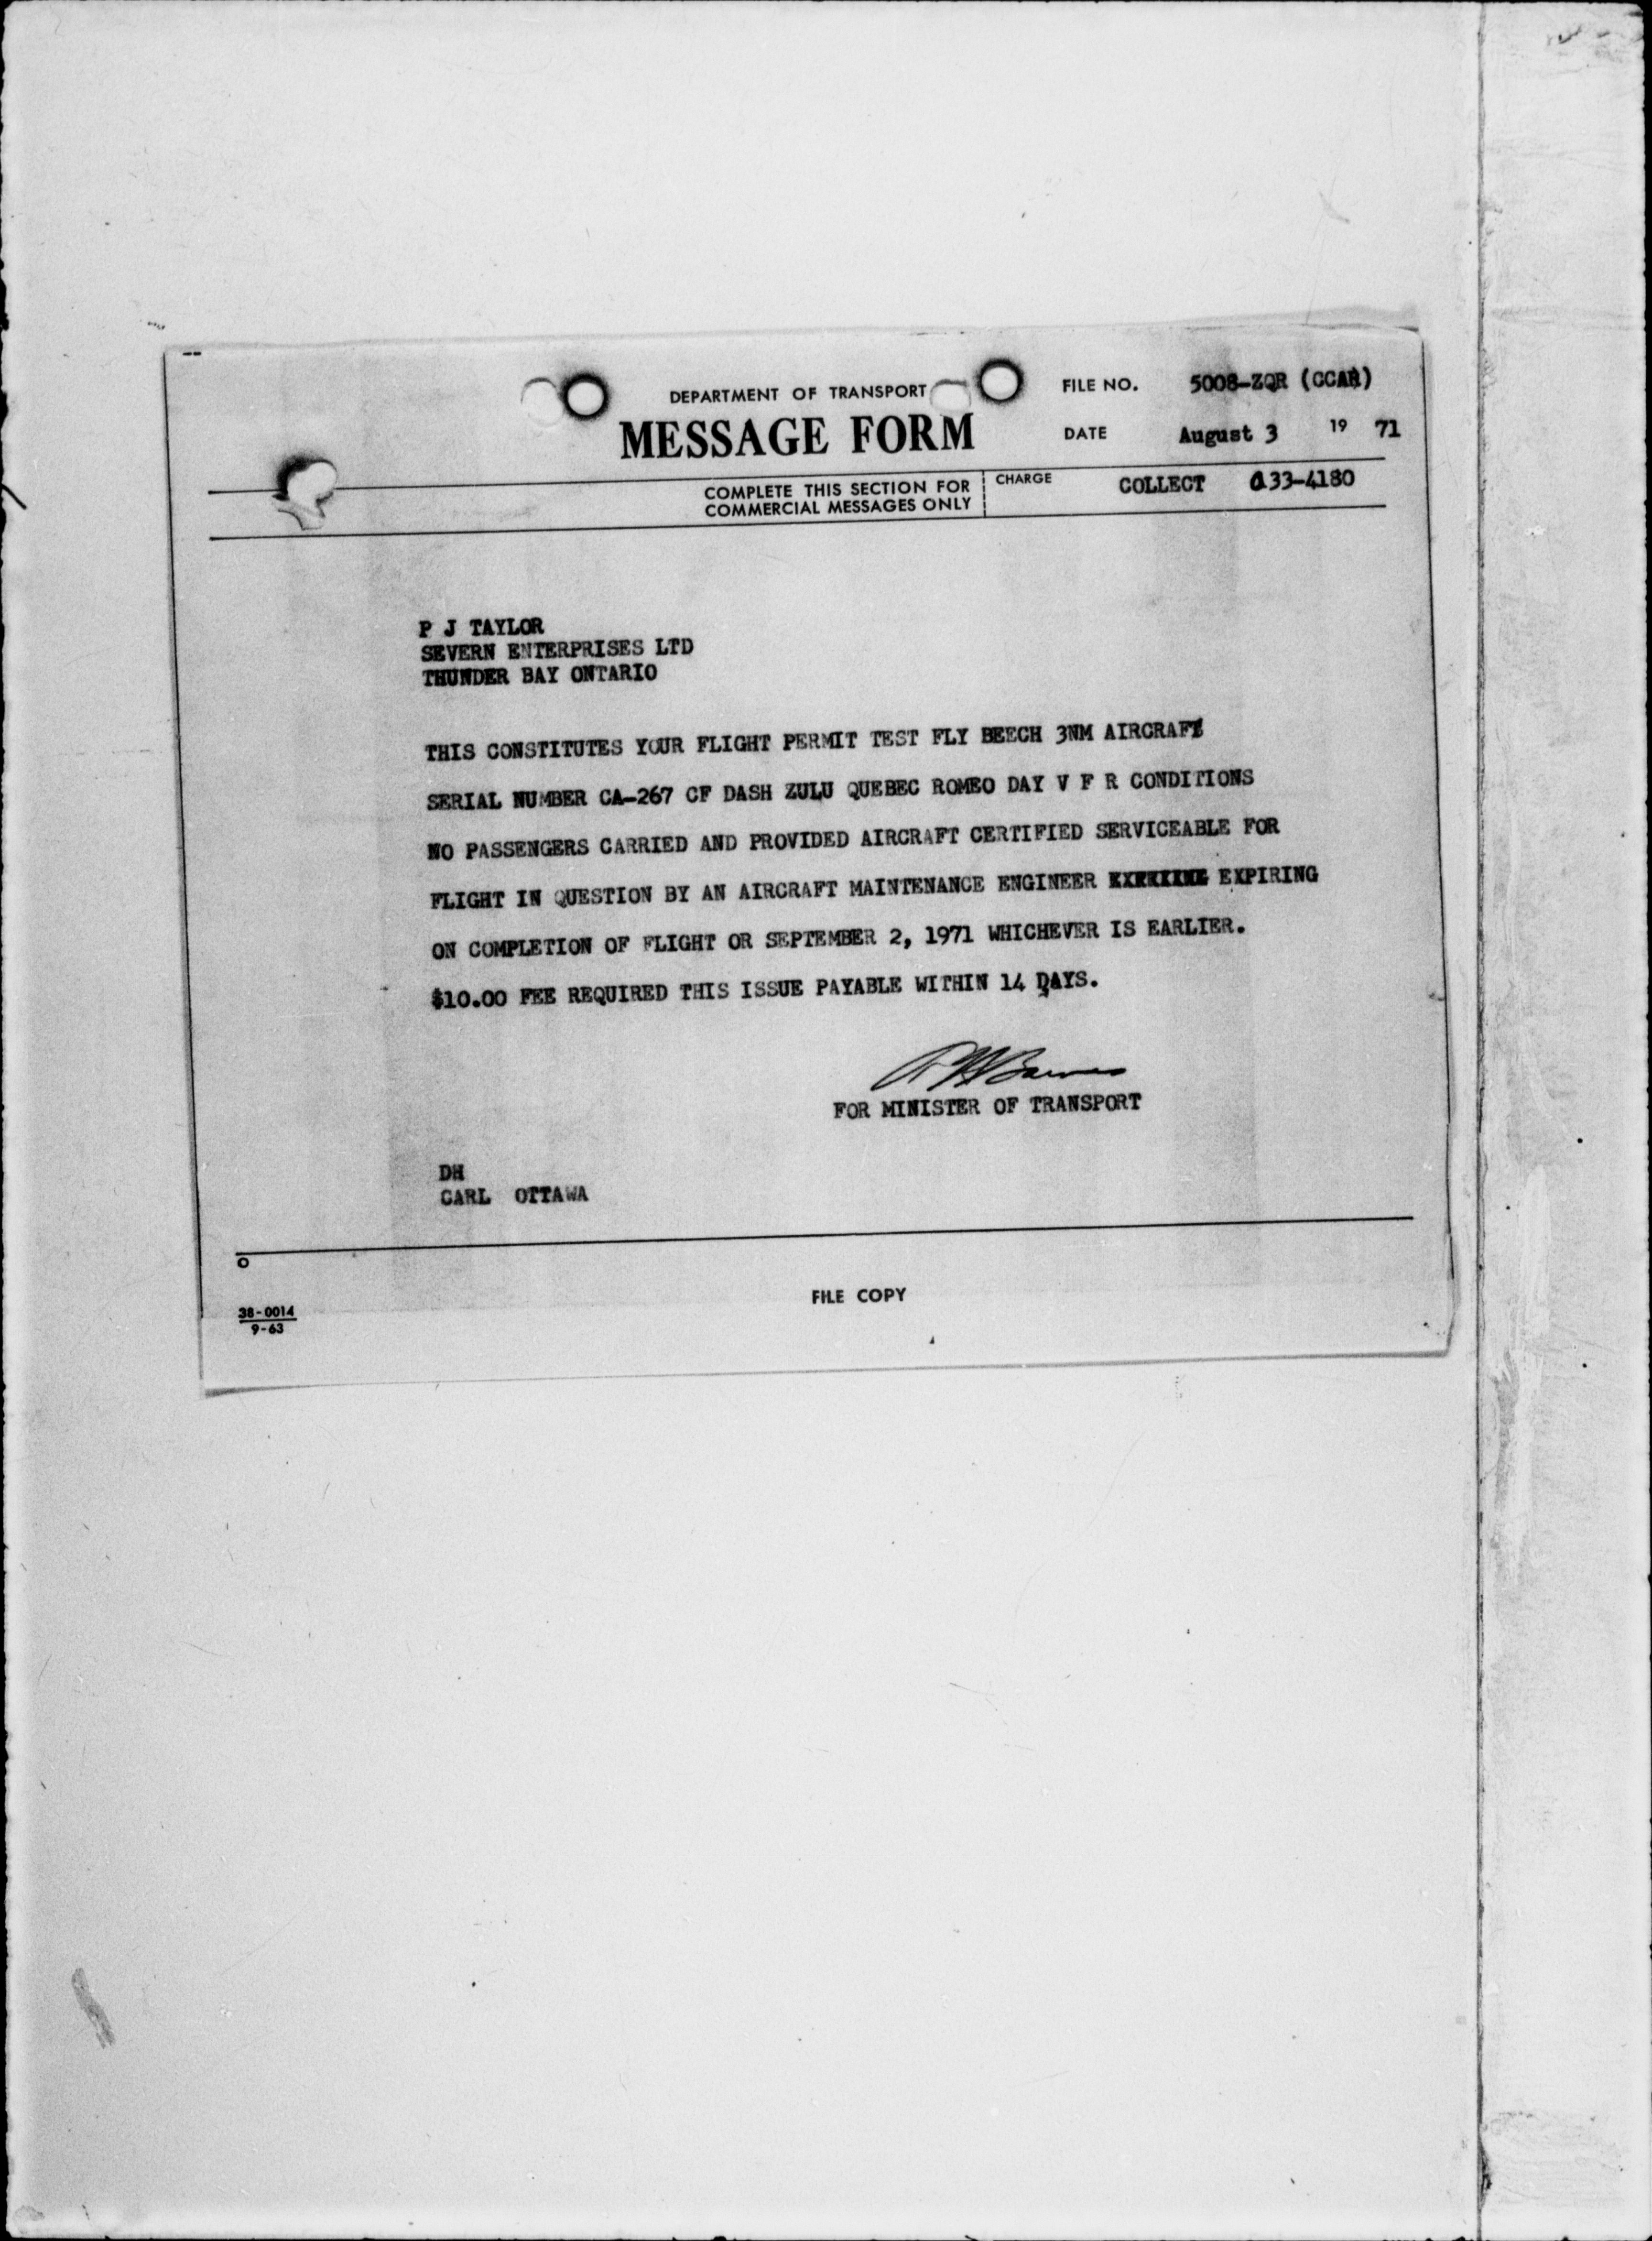 DEPARTMENT OF TRANSPORT
MESSAGE FORM
FILE NO. 5008-ZQR (CCAR)
DATE August 3 19 71
COMPLETE THIS SECTION FOR
COMMERCIAL MESSAGES ONLY
CHARGE COLLECT 133-4180
P J TAYLOR
SEVERN ENTERPRISES LTD
THUNDER BAY ONTARIO
THIS CONSTITUTES YOUR FLIGHT PERMIT TEST FLY BEECH 3NM AIRCRAFT
SERIAL NUMBER CA-267 CF DASH ZULU QUEBEC ROMEO DAY V F R CONDITIONS
NO PASSENGERS CARRIED AND PROVIDED AIRCRAFT CERTIFIED SERVICEABLE FOR
FLIGHT IN QUESTION BY AN AIRCRAFT MAINTENANCE ENGINEER EXPIRING
ON COMPLETION OF FLIGHT OR SEPTEMBER 2, 1971 WHICHEVER IS EARLIER.
$10.00 FEE REQUIRED THIS ISSUE PAYABLE WITHIN 14 DAYS.
FOR MINISTER OF TRANSPORT
DH
CARL OTTAWA
O
FILE COPY
38-0014
9-63